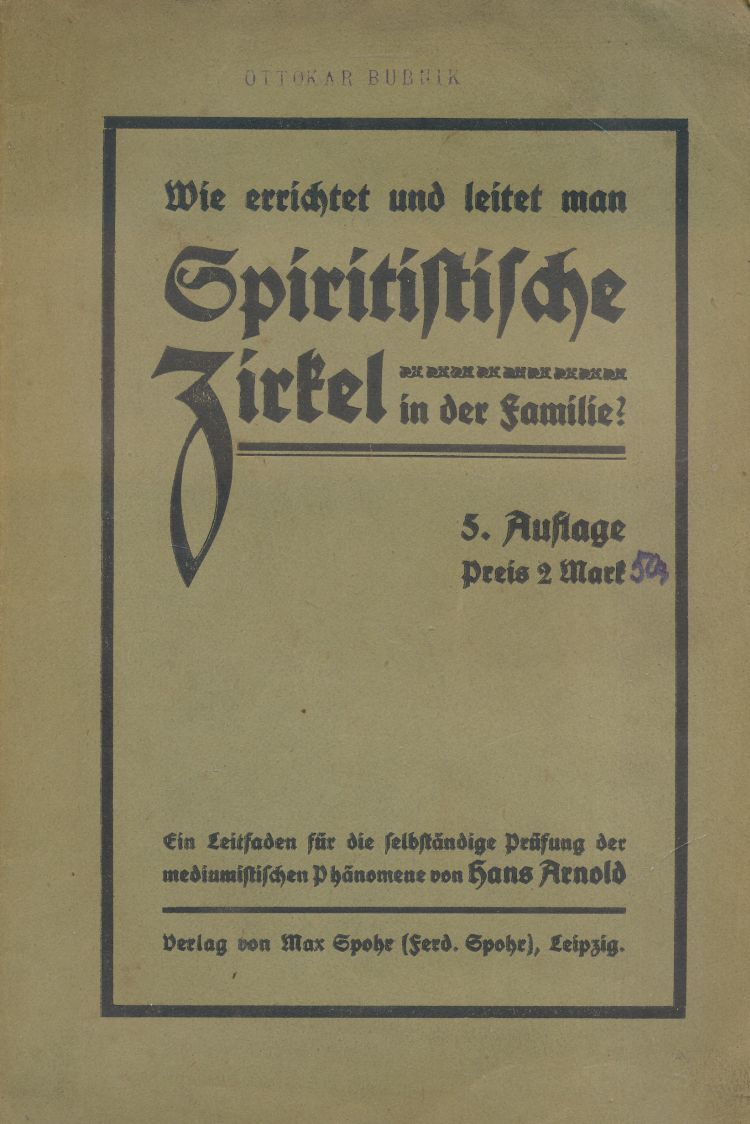 OTTOKAR BUBNIK
Wie errichtet und leitet man
Spiritiſtiſche
Zirkel
in der Familie?
5. Auflage
Preis 2 Mark 50
Ein Leitfaden für die ſelbſtändige Prüfung der
mediumiſtiſchen Phänomene von Hans Arnold
Verlag von Max Spohr (Ferd. Spohr), Leipzig.